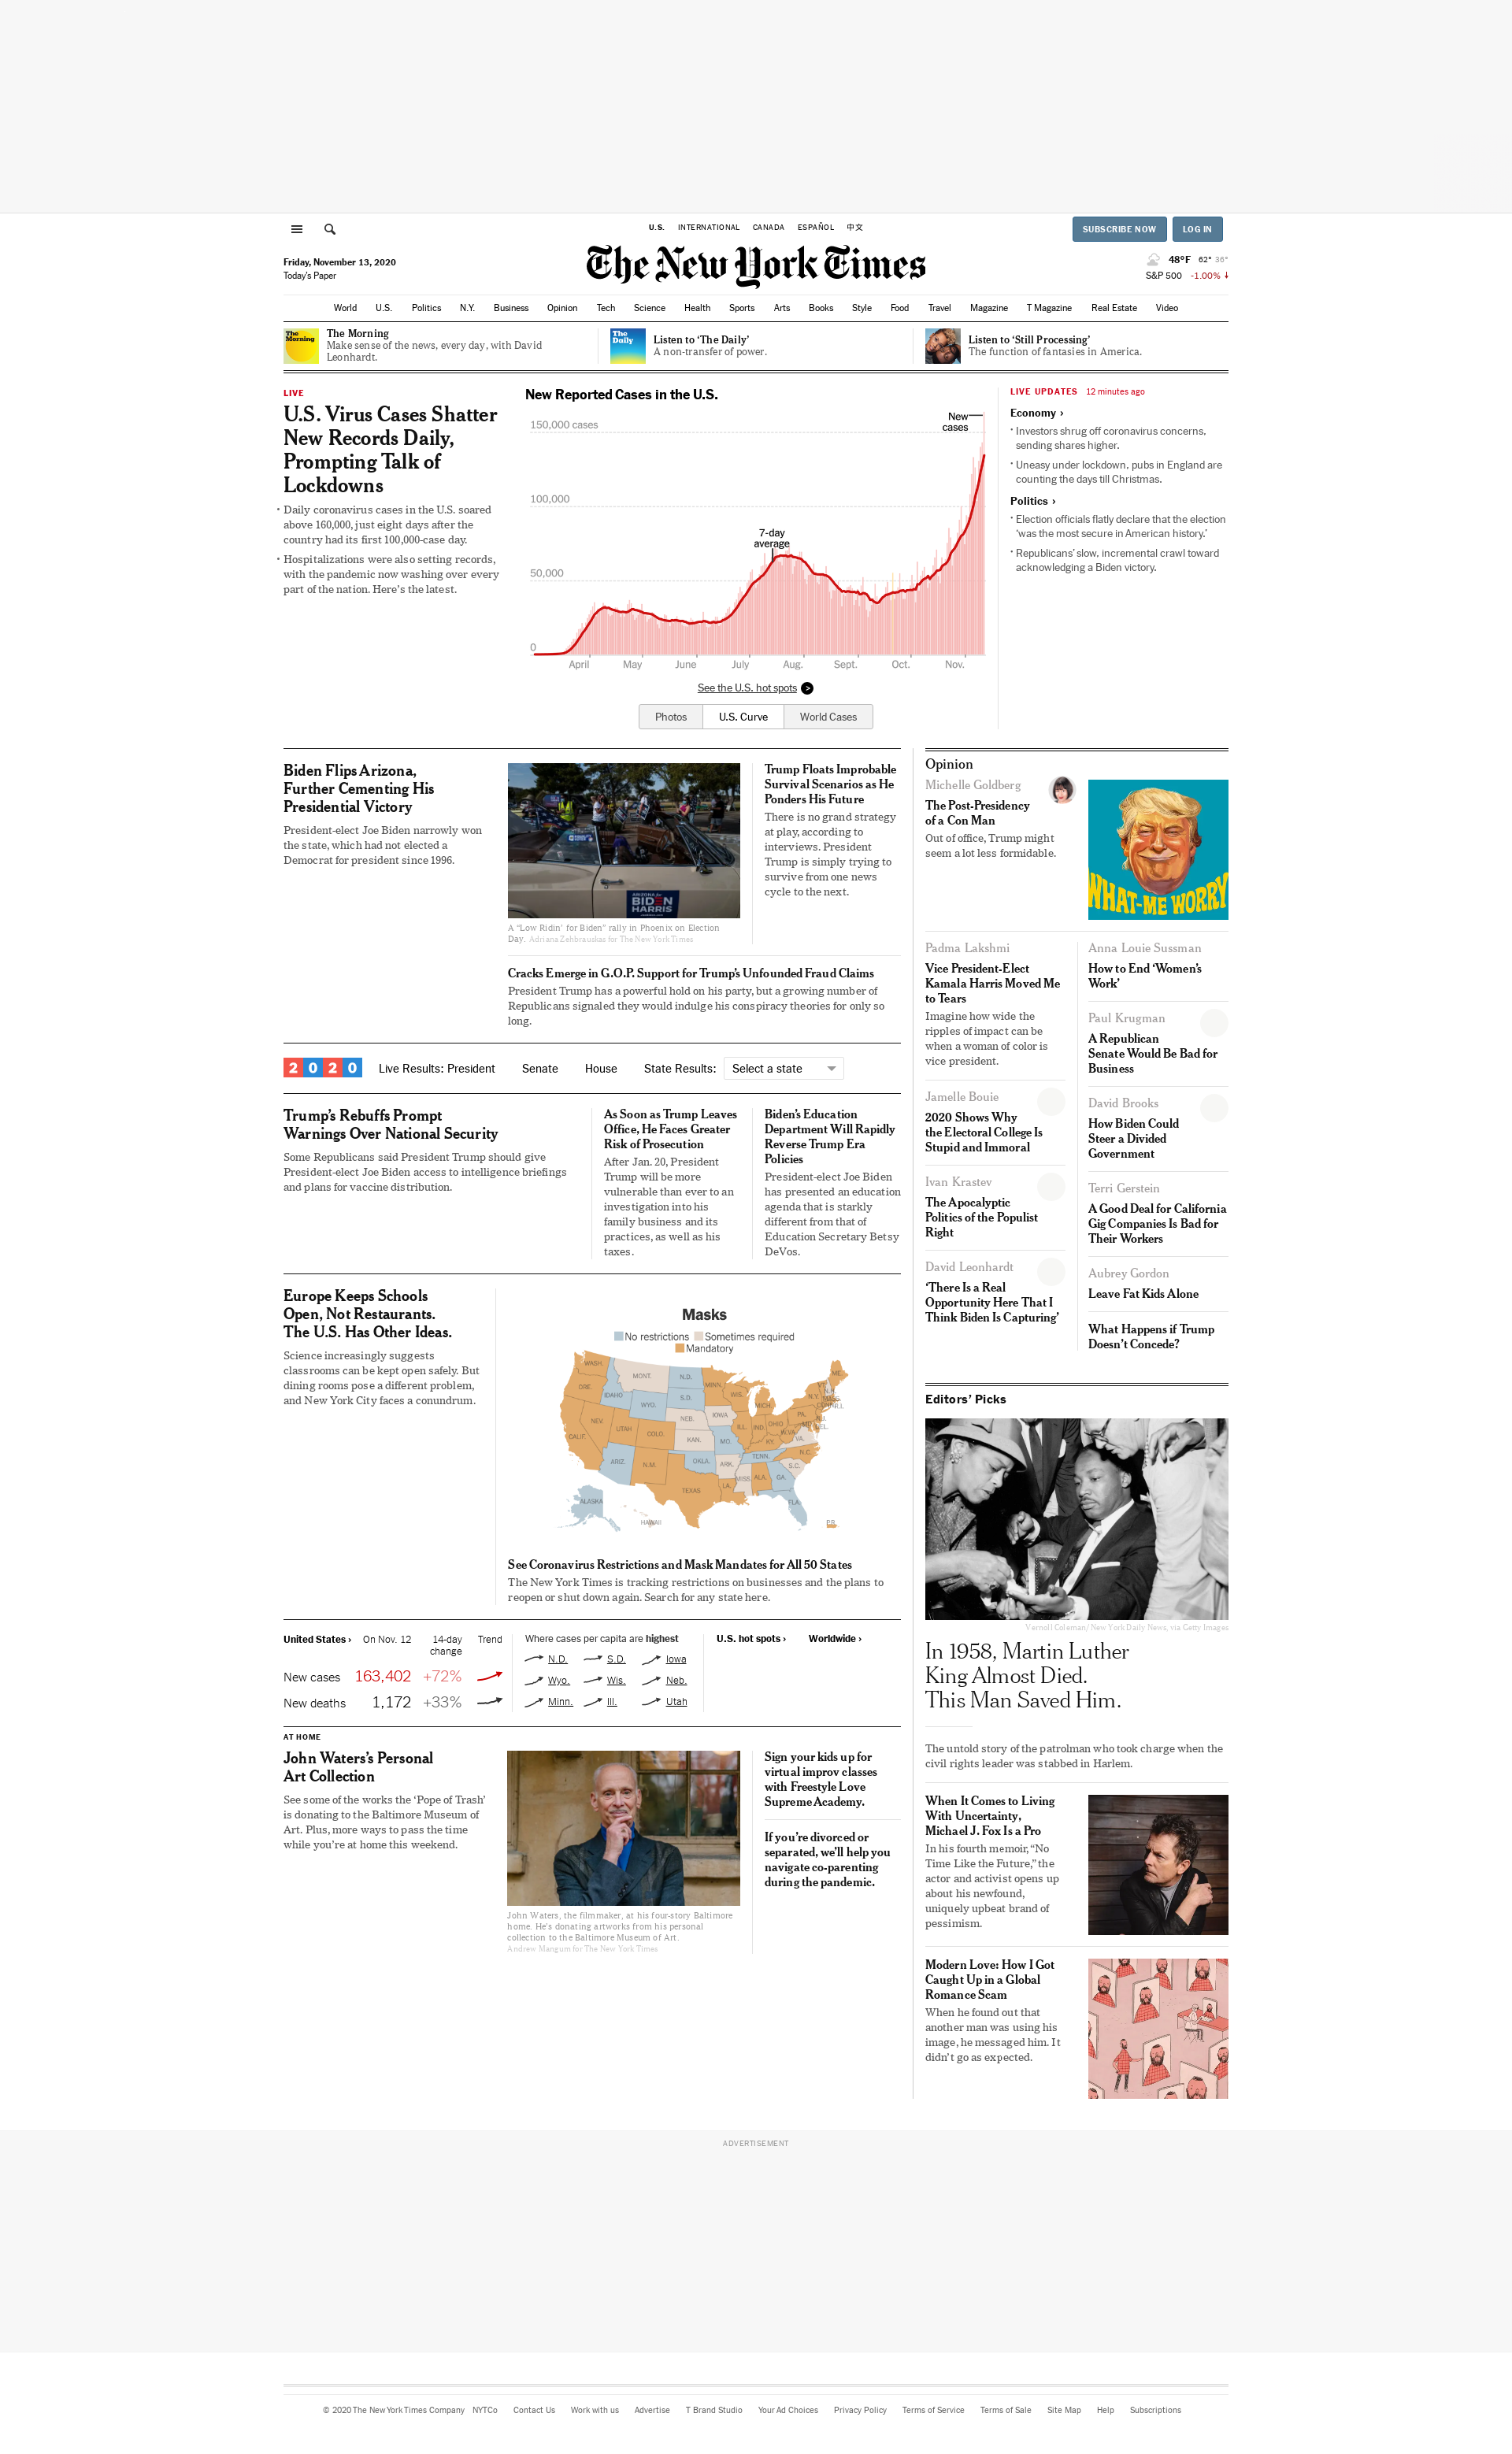 U.S. INTERNATIONAL CANADA ESPAÑOL 中文
SUBSCRIBE NOW LOG IN
Friday, November 13, 2020
Today's Paper
The New York Times
48°F 62° 36°
S&P 500 -1.00%
World U.S. Politics N.Y. Business Opinion Tech Science Health Sports Arts Books Style Food Travel Magazine T Magazine Real Estate Video
The Morning
The Morning
Make sense of the news, every day, with David
Leonhardt.
The Daily
Listen to ‘The Daily’
A non-transfer of power.
Listen to ‘Still Processing’
The function of fantasies in America.
LIVE
U.S. Virus Cases Shatter
New Records Daily,
Prompting Talk of
Lockdowns
• Daily coronavirus cases in the U.S. soared
above 160,000, just eight days after the
country had its first 100,000-case day.
• Hospitalizations were also setting records,
with the pandemic now washing over every
part of the nation. Here's the latest.
New Reported Cases in the U.S.
150,000 cases
New
cases
100,000
7-day
average
50,000
0
April May June July Aug. Sept. Oct. Nov.
See the U.S. hot spots >
Photos U.S. Curve World Cases
LIVE UPDATES 12 minutes ago
Economy ›
• Investors shrug off coronavirus concerns,
sending shares higher.
• Uneasy under lockdown, pubs in England are
counting the days till Christmas.
Politics ›
• Election officials flatly declare that the election
‘was the most secure in American history.’
• Republicans’ slow, incremental crawl toward
acknowledging a Biden victory.
Biden Flips Arizona,
Further Cementing His
Presidential Victory
President-elect Joe Biden narrowly won
the state, which had not elected a
Democrat for president since 1996.
BIDEN
HARRIS
A “Low Ridin’ for Biden” rally in Phoenix on Election
Day. Adriana Zehbrauskas for The New York Times
Trump Floats Improbable
Survival Scenarios as He
Ponders His Future
There is no grand strategy
at play, according to
interviews. President
Trump is simply trying to
survive from one news
cycle to the next.
Cracks Emerge in G.O.P. Support for Trump’s Unfounded Fraud Claims
President Trump has a powerful hold on his party, but a growing number of
Republicans signaled they would indulge his conspiracy theories for only so
long.
2020 Live Results: President Senate House State Results: Select a state
Trump’s Rebuffs Prompt
Warnings Over National Security
Some Republicans said President Trump should give
President-elect Joe Biden access to intelligence briefings
and plans for vaccine distribution.
As Soon as Trump Leaves
Office, He Faces Greater
Risk of Prosecution
After Jan. 20, President
Trump will be more
vulnerable than ever to an
investigation into his
family business and its
practices, as well as his
taxes.
Biden’s Education
Department Will Rapidly
Reverse Trump Era
Policies
President-elect Joe Biden
has presented an education
agenda that is starkly
different from that of
Education Secretary Betsy
DeVos.
Europe Keeps Schools
Open, Not Restaurants.
The U.S. Has Other Ideas.
Science increasingly suggests
classrooms can be kept open safely. But
dining rooms pose a different problem,
and New York City faces a conundrum.
Masks
No restrictions Sometimes required
Mandatory
WASH. MONT. N.D. MINN. ME.
ORE. IDAHO WYO. S.D. WIS. MICH. N.Y.
NEV. UTAH COLO. NEB. IOWA ILL. IND. OHIO PA.
CALIF. KAN. MO. KY. VA.
ARIZ. N.M. OKLA. ARK. TENN. N.C. S.C.
TEXAS LA. MISS. ALA. GA.
ALASKA HAWAII FLA. P.R.
See Coronavirus Restrictions and Mask Mandates for All 50 States
The New York Times is tracking restrictions on businesses and the plans to
reopen or shut down again. Search for any state here.
United States › On Nov. 12 14-day
change Trend
New cases 163,402 +72%
New deaths 1,172 +33%
Where cases per capita are highest
N.D. S.D. Iowa
Wyo. Wis. Neb.
Minn. Ill. Utah
U.S. hot spots › Worldwide ›
AT HOME
John Waters’s Personal
Art Collection
See some of the works the ‘Pope of Trash’
is donating to the Baltimore Museum of
Art. Plus, more ways to pass the time
while you’re at home this weekend.
John Waters, the filmmaker, at his four-story Baltimore
home. He’s donating artworks from his personal
collection to the Baltimore Museum of Art.
Andrew Mangum for The New York Times
Sign your kids up for
virtual improv classes
with Freestyle Love
Supreme Academy.
If you’re divorced or
separated, we’ll help you
navigate co-parenting
during the pandemic.
Opinion
Michelle Goldberg
The Post-Presidency
of a Con Man
Out of office, Trump might
seem a lot less formidable.
WHAT-ME WORRY
Padma Lakshmi
Vice President-Elect
Kamala Harris Moved Me
to Tears
Imagine how wide the
ripples of impact can be
when a woman of color is
vice president.
Jamelle Bouie
2020 Shows Why
the Electoral College Is
Stupid and Immoral
Ivan Krastev
The Apocalyptic
Politics of the Populist
Right
David Leonhardt
‘There Is a Real
Opportunity Here That I
Think Biden Is Capturing’
Anna Louie Sussman
How to End ‘Women’s
Work’
Paul Krugman
A Republican
Senate Would Be Bad for
Business
David Brooks
How Biden Could
Steer a Divided
Government
Terri Gerstein
A Good Deal for California
Gig Companies Is Bad for
Their Workers
Aubrey Gordon
Leave Fat Kids Alone
What Happens if Trump
Doesn’t Concede?
Editors’ Picks
Vernoll Coleman/New York Daily News, via Getty Images
In 1958, Martin Luther
King Almost Died.
This Man Saved Him.
The untold story of the patrolman who took charge when the
civil rights leader was stabbed in Harlem.
When It Comes to Living
With Uncertainty,
Michael J. Fox Is a Pro
In his fourth memoir, “No
Time Like the Future,” the
actor and activist opens up
about his newfound,
uniquely upbeat brand of
pessimism.
Modern Love: How I Got
Caught Up in a Global
Romance Scam
When he found out that
another man was using his
image, he messaged him. It
didn’t go as expected.
ADVERTISEMENT
© 2020 The New York Times Company NYTCo Contact Us Work with us Advertise T Brand Studio Your Ad Choices Privacy Policy Terms of Service Terms of Sale Site Map Help Subscriptions